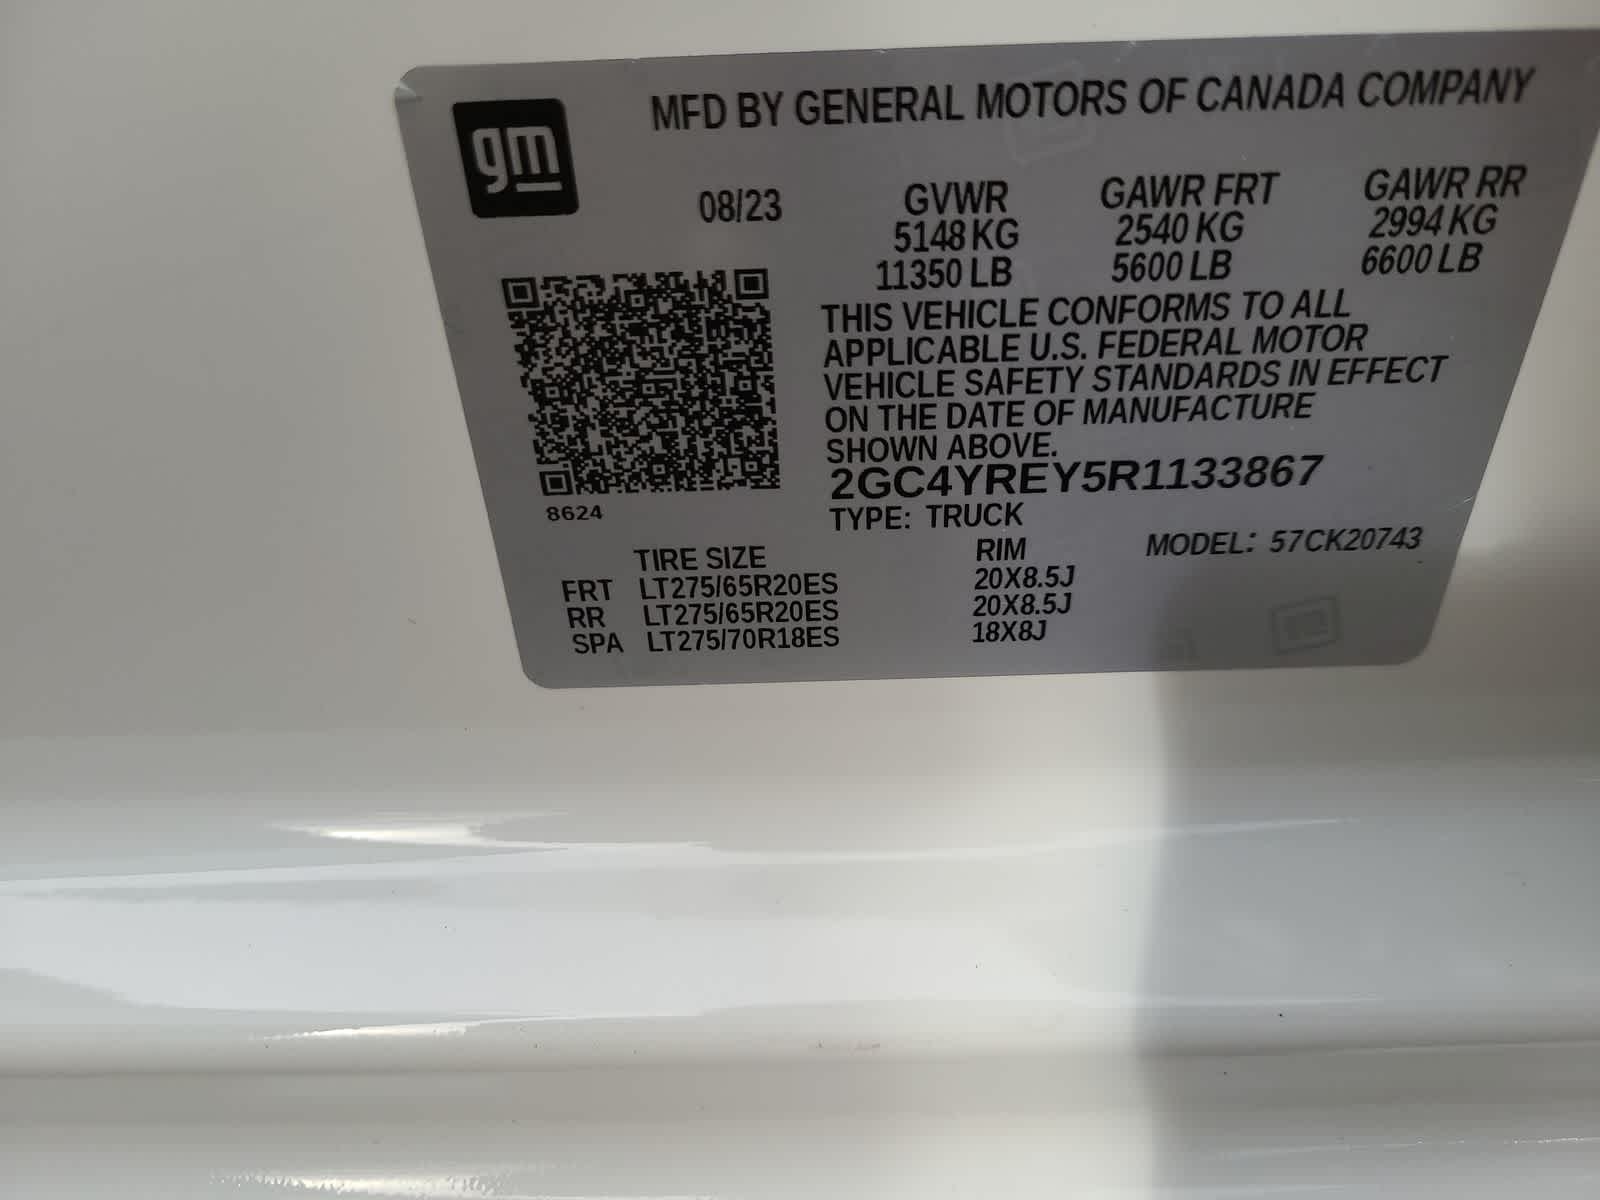 gm
MFD BY GENERAL MOTORS OF CANADA COMPANY
08/23
GVWR
5148 KG
11350 LB
GAWR FRT
2540 KG
5600 LB
GAWR RR
2994 KG
6600 LB
THIS VEHICLE CONFORMS TO ALL
APPLICABLE U.S. FEDERAL MOTOR
VEHICLE SAFETY STANDARDS IN EFFECT
ON THE DATE OF MANUFACTURE
SHOWN ABOVE.
2GC4YREY5R1133867
TYPE: TRUCK
8624
MODEL: 57CK20743
TIRE SIZE RIM
FRT LT275/65R20ES 20X8.5J
RR LT275/65R20ES 20X8.5J
SPA LT275/70R18ES 18X8J